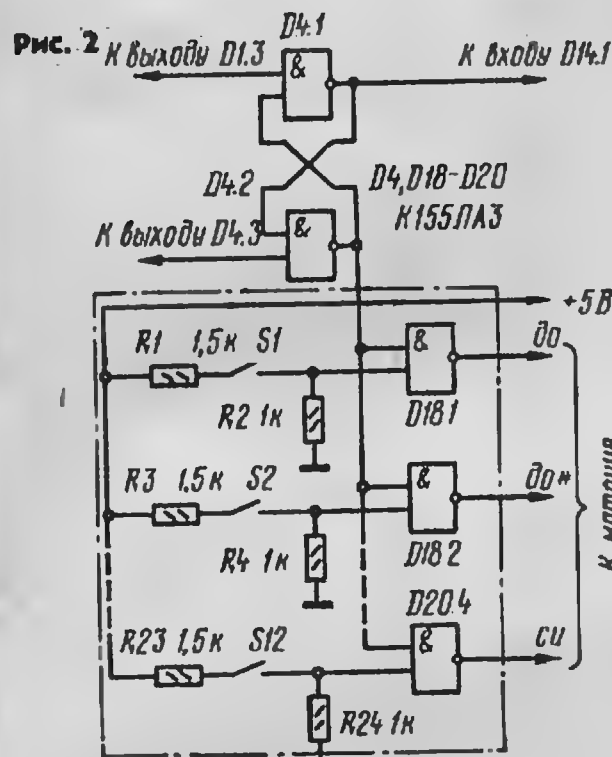 Рис. 2
D4.1
К выходу D1.3
К входу D14.1
&
D4.2
D4, D18-D20
К155ЛА3
К выходу D4.3
&
+5В
R1 1,5к S1
&
до
R2 1к
D18.1
R3 1,5к S2
&
до*
R4 1к
D18.2
D20.4
R23 1,5к S12
&
си
R24 1к
К